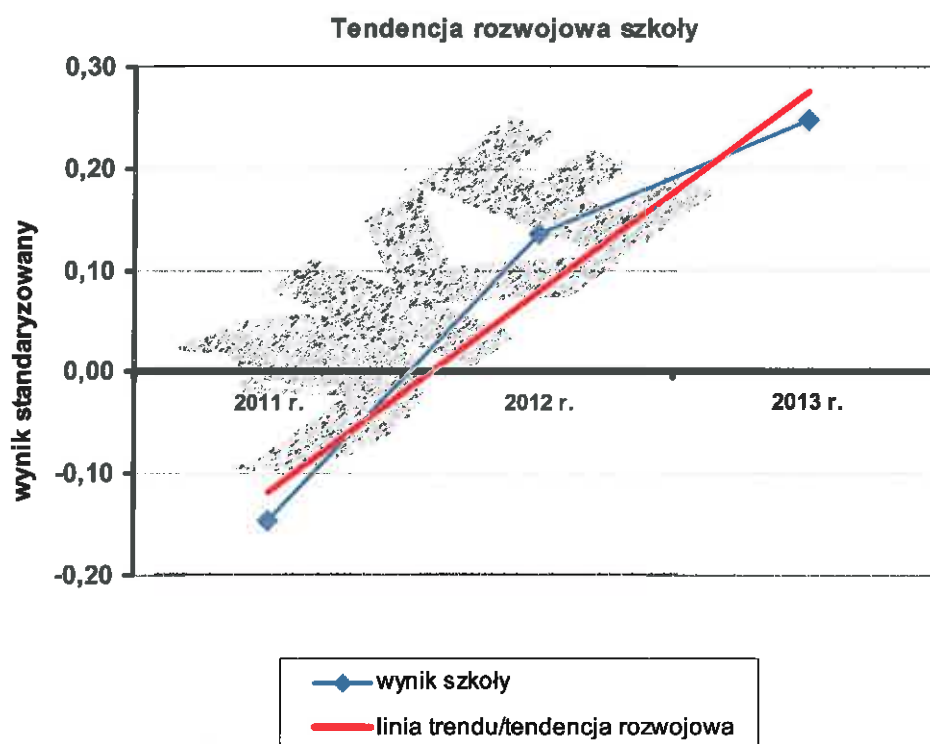 Tendencja rozwojowa szkoły
0,30
0,20
0,10
0,00
-0,10
-0,20
wynik standaryzowany
2011 r.
2012 r.
2013 r.
wynik szkoły
linia trendu/tendencja rozwojowa